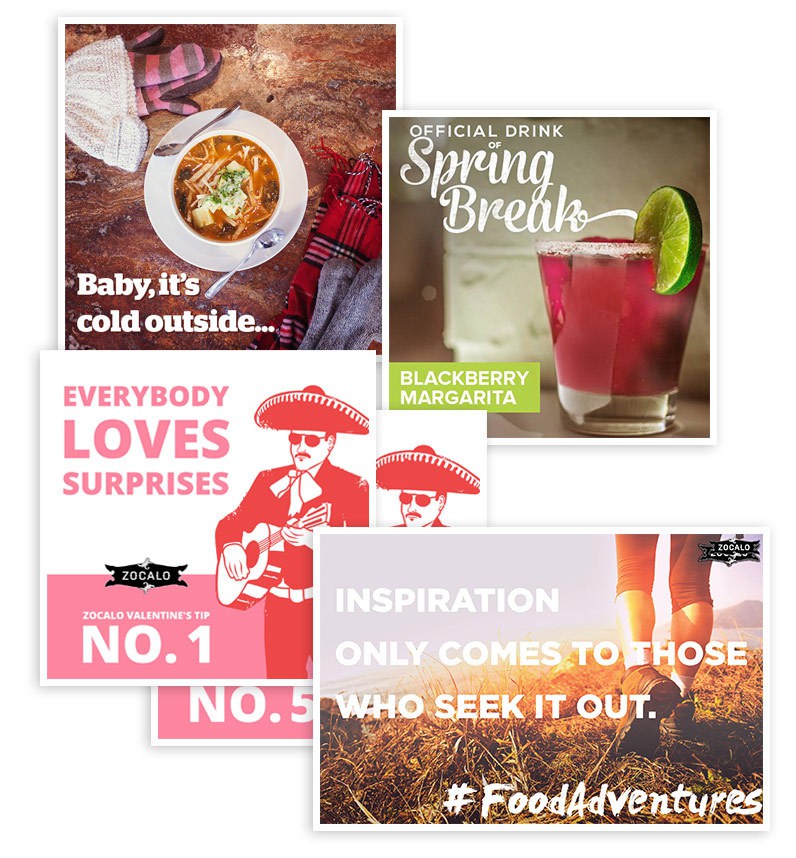 Baby, it's
cold outside...
OFFICIAL DRINK
OF
Spring
Break
BLACKBERRY
MARGARITA
EVERYBODY
LOVES
SURPRISES
ZOCALO
ZOCALO VALENTINE'S TIP
NO. 1
NO. 5
ZOCALO
INSPIRATION
ONLY COMES TO THOSE
WHO SEEK IT OUT.
#FoodAdventures